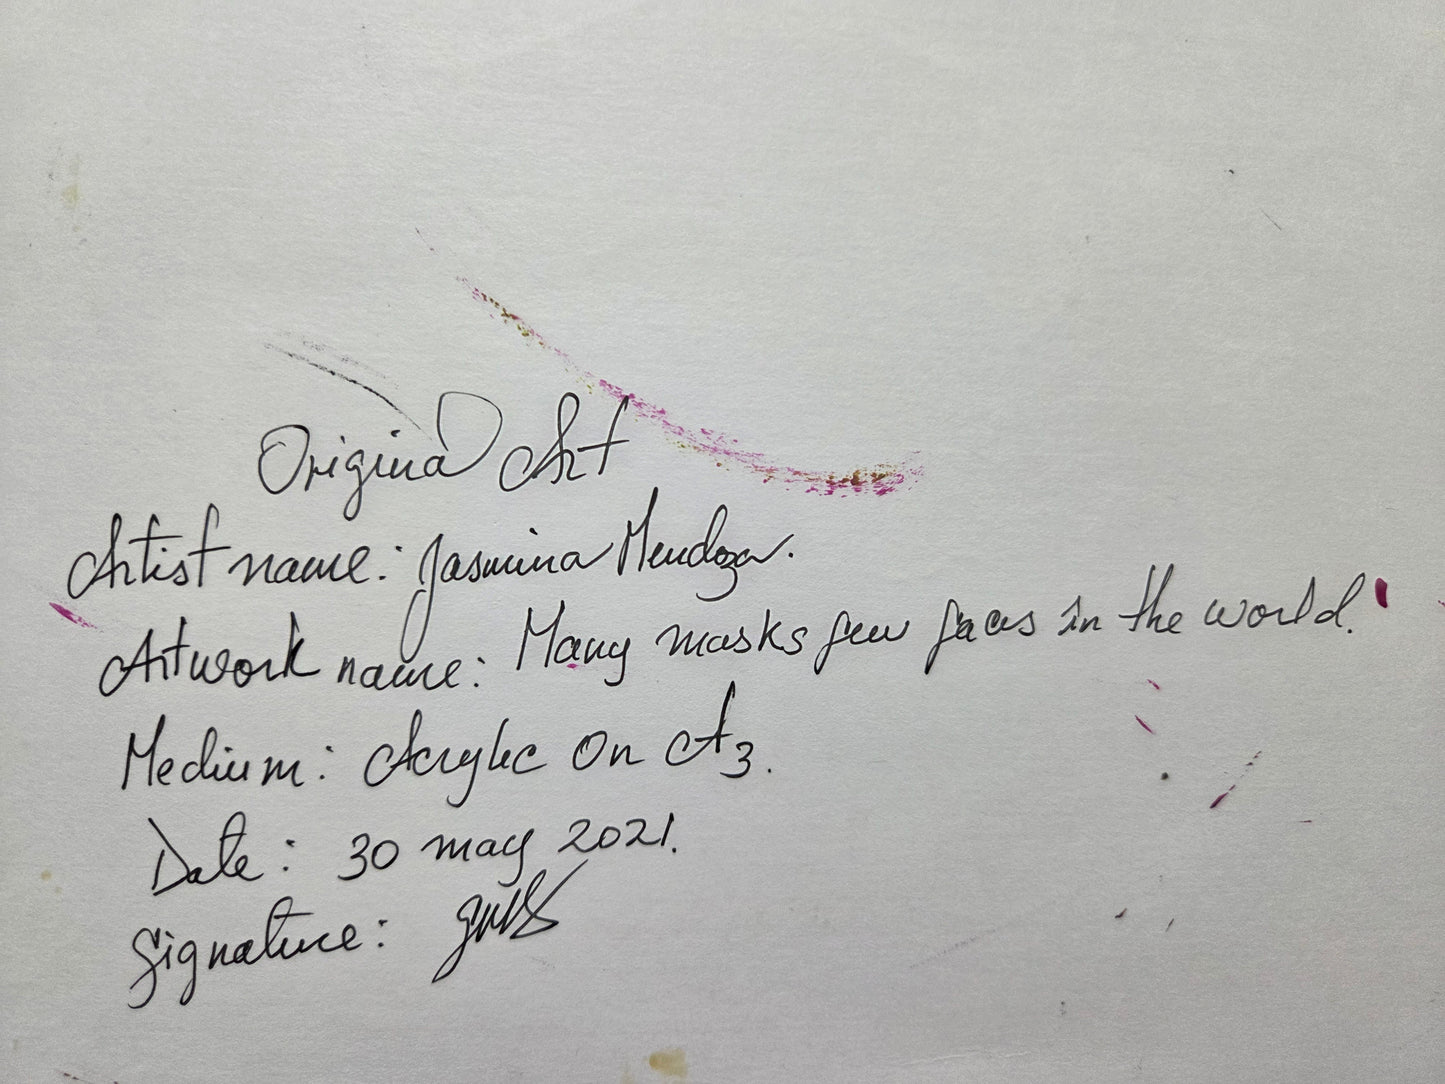 Original Art
Artist name: Jasmina Mendoza.
Artwork name: Many masks few faces in the world.
Medium: Acrylic on A3.
Date: 30 may 2021.
Signature: